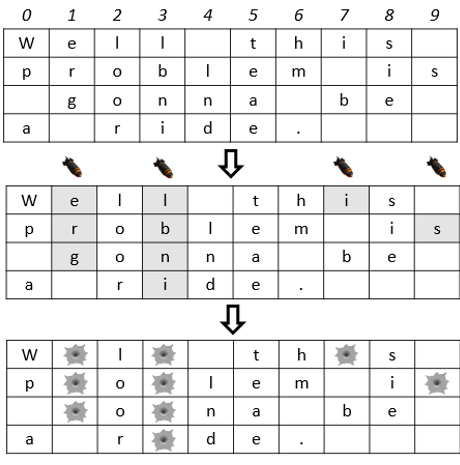 0 1 2 3 4 5 6 7 8 9
W e l l t h i s
p r o b l e m i s
g o n n a b e
a r i d e .
W e l l t h i s
p r o b l e m i s
g o n n a b e
a r i d e .
W l t h s
p o l e m i
o n a b e
a r d e .